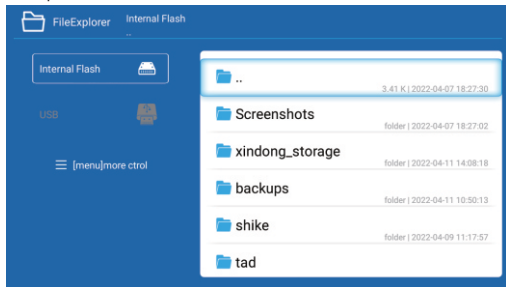 FileExplorer
Internal Flash
..
Internal Flash
USB
[menu]more ctrol
..
3.41 K | 2022-04-07 18:27:30
Screenshots
folder | 2022-04-07 18:27:02
xindong_storage
folder | 2022-04-11 14:08:18
backups
folder | 2022-04-11 10:50:13
shike
folder | 2022-04-09 11:17:57
tad